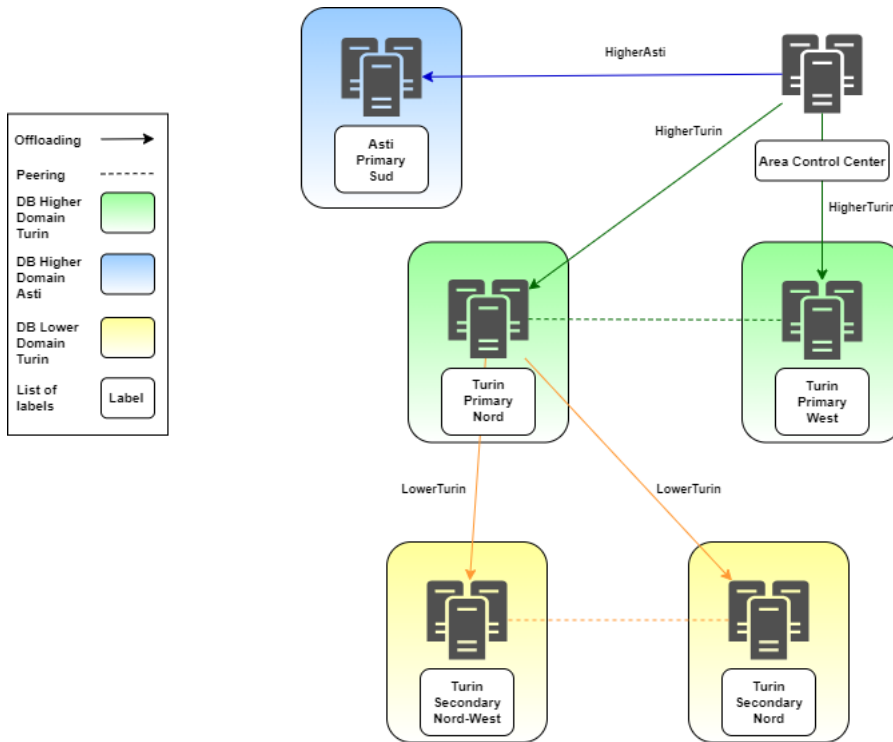 HigherAsti
Asti
Primary
Sud
HigherTurin
Area Control Center
HigherTurin
Offloading
Peering
DB Higher
Domain
Turin
DB Higher
Domain
Asti
DB Lower
Domain
Turin
List of
labels
Label
Turin
Primary
Nord
Turin
Primary
West
LowerTurin
LowerTurin
Turin
Secondary
Nord-West
Turin
Secondary
Nord